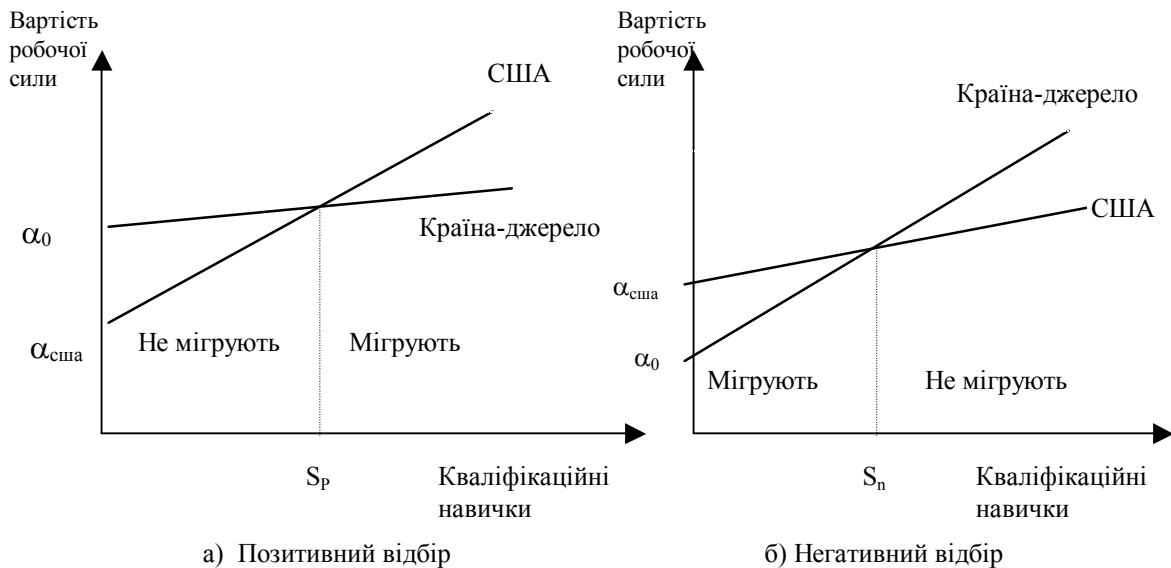 Вартість
робочої
сили
США
Країна-джерело
α₀
αсша
Не мігрують
Мігрують
Sₚ
Кваліфікаційні
навички
а) Позитивний відбір
Вартість
робочої
сили
Країна-джерело
США
αсша
α₀
Мігрують
Не мігрують
Sₙ
Кваліфікаційні
навички
б) Негативний відбір